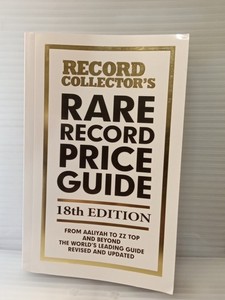 RECORD
COLLECTOR'S
RARE
RECORD
PRICE
GUIDE
18th EDITION
FROM AALIYAH TO ZZ TOP
AND BEYOND
THE WORLD'S LEADING GUIDE
REVISED AND UPDATED